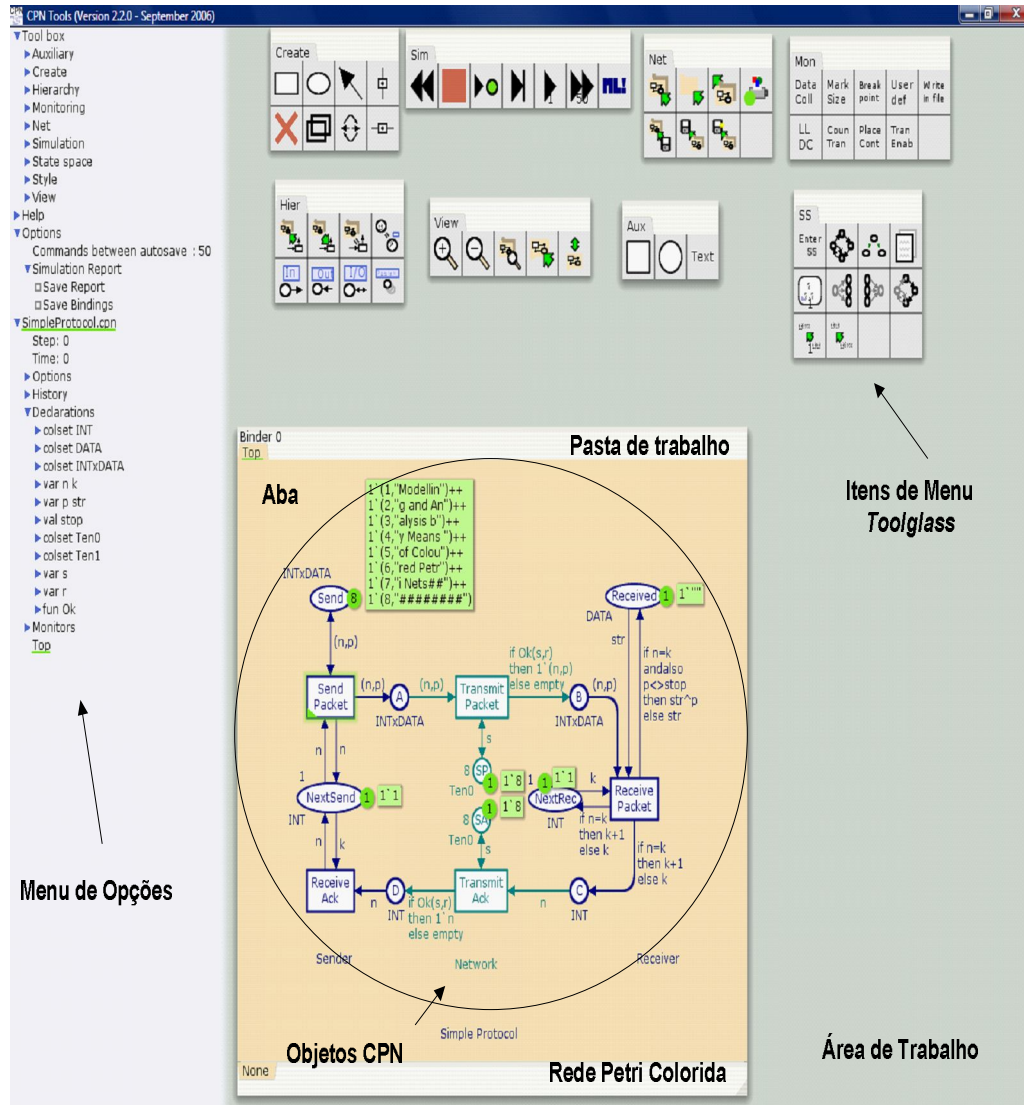 CPN Tools (Version 2.2.0 - September 2006)
Tool box
Auxiliary
Create
Hierarchy
Monitoring
Net
Simulation
State space
Style
View
Help
Options
Commands between autosave : 50
Simulation Report
Save Report
Save Bindings
SimpleProtocol.cpn
Step: 0
Time: 0
Options
History
Declarations
colset INT
colset DATA
colset INTxDATA
var n k
var p str
val stop
colset Ten0
colset Ten1
var s
var r
fun Ok
Monitors
Top
Menu de Opções
Create
Sim
1
50
ML!
Net
Mon
Data Coll
Mark Size
Break point
User def
Write in file
LL DC
Coun Tran
Place Cont
Tran Enab
Hier
In
Out
I/O
View
Aux
Text
SS
Enter SS
Itens de Menu
Toolglass
Binder 0
Top
Pasta de trabalho
Aba
1`(1,"Modellin")++
1`(2,"g and An")++
1`(3,"alysis b")++
1`(4,"y Means ")++
1`(5,"of Colou")++
1`(6,"red Petr")++
1`(7,"i Nets##")++
1`(8,"########")
INTxDATA
Send
8
Received
1
1`""
DATA
(n,p)
str
if n=k
andalso
p<>stop
then str^p
else str
if Ok(s,r)
then 1`(n,p)
else empty
Send
Packet
(n,p)
A
INTxDATA
(n,p)
Transmit
Packet
B
(n,p)
INTxDATA
n
n
s
8
SP
1
1`8
Ten0
1
NextSend
1
1`1
INT
1
NextRec
1
1`1
INT
k
Receive
Packet
if n=k
then k+1
else k
8
SA
1
1`8
Ten0
s
n
k
if n=k
then k+1
else k
Receive
Ack
n
D
INT
if Ok(s,r)
then 1`n
else empty
Transmit
Ack
n
C
INT
Sender
Network
Receiver
Simple Protocol
Objetos CPN
None
Rede Petri Colorida
Área de Trabalho